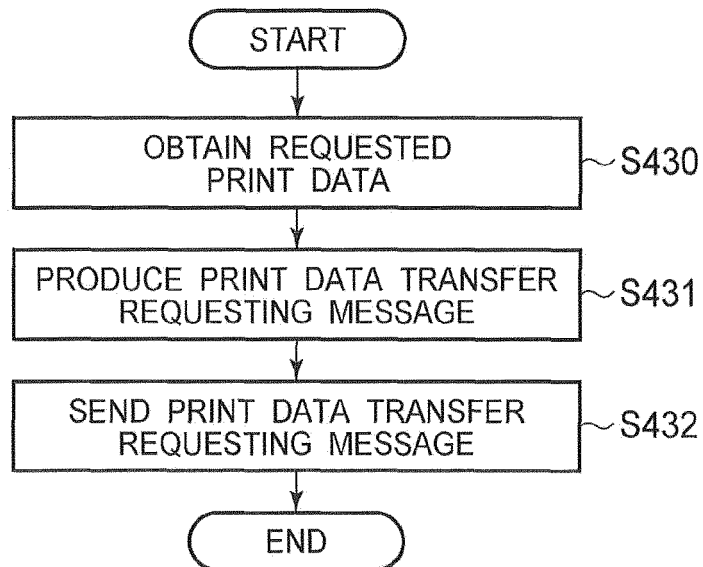 START
OBTAIN REQUESTED
PRINT DATA
S430
PRODUCE PRINT DATA TRANSFER
REQUESTING MESSAGE
S431
SEND PRINT DATA TRANSFER
REQUESTING MESSAGE
S432
END